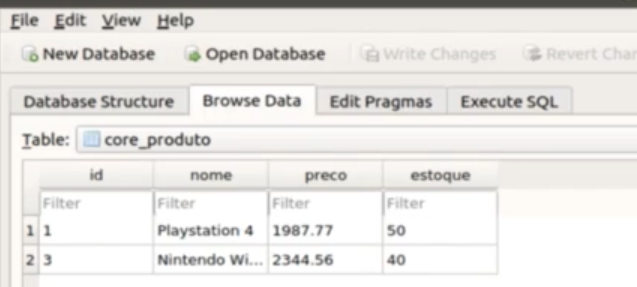 File Edit View Help
New Database Open Database Write Changes Revert Chan
Database Structure Browse Data Edit Pragmas Execute SQL
Table: core_produto
id nome preco estoque
Filter Filter Filter Filter
1 1 Playstation 4 1987.77 50
2 3 Nintendo Wi... 2344.56 40